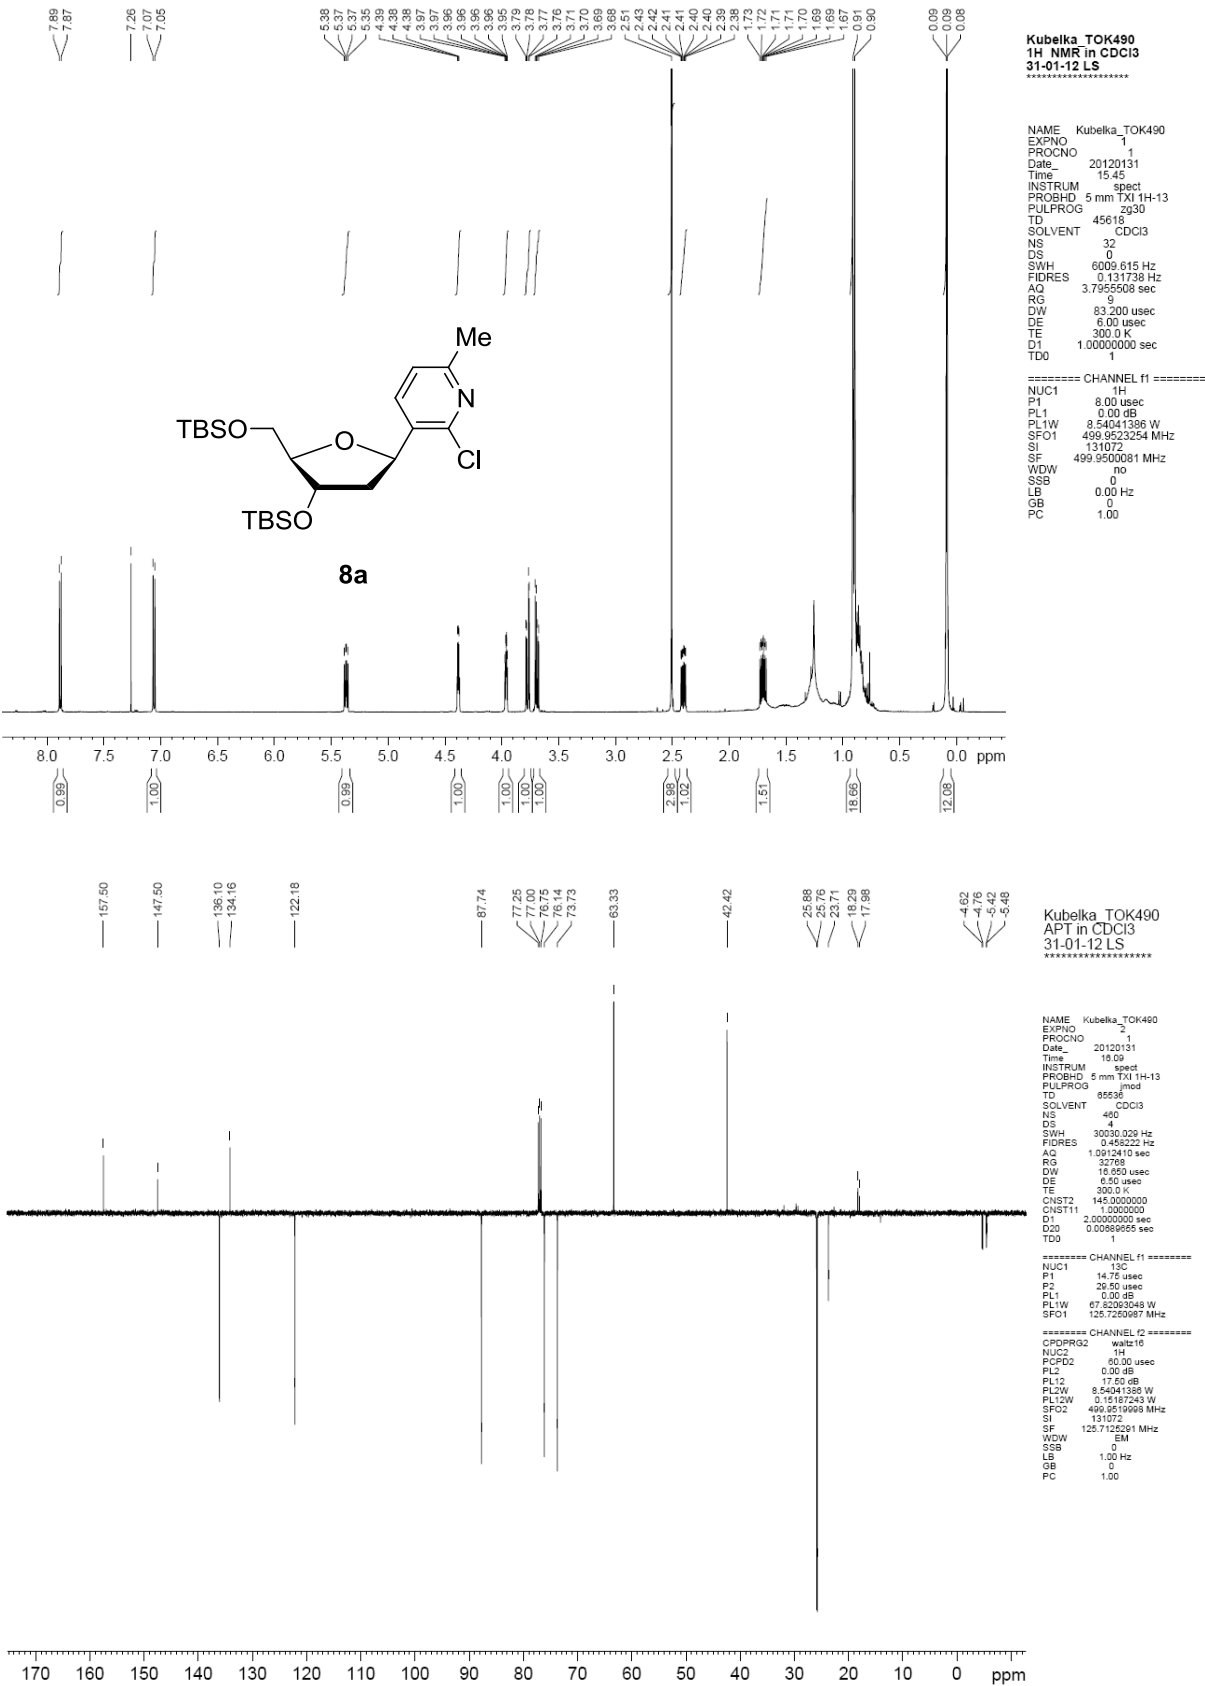 7.89
7.87
7.26
7.07
7.05
5.38
5.37
5.37
5.35
4.39
4.38
4.38
3.97
3.97
3.96
3.96
3.96
3.96
3.95
3.79
3.78
3.77
3.76
3.71
3.70
3.69
3.68
2.51
2.43
2.42
2.41
2.41
2.40
2.40
2.39
2.38
1.73
1.72
1.71
1.71
1.70
1.69
1.69
1.67
0.91
0.90
0.09
0.09
0.08
Kubelka_TOK490
1H NMR in CDCl3
31-01-12 LS
********************
NAME Kubelka_TOK490
EXPNO 1
PROCNO 1
Date_ 20120131
Time 15.45
INSTRUM spect
PROBHD 5 mm TXI 1H-13
PULPROG zg30
TD 45618
SOLVENT CDCl3
NS 32
DS 0
SWH 6009.615 Hz
FIDRES 0.131738 Hz
AQ 3.7955508 sec
RG 9
DW 83.200 usec
DE 6.00 usec
TE 300.0 K
D1 1.00000000 sec
TD0 1
======== CHANNEL f1 ========
NUC1 1H
P1 8.00 usec
PL1 0.00 dB
PL1W 8.54041386 W
SFO1 499.9523254 MHz
SI 131072
SF 499.9500081 MHz
WDW no
SSB 0
LB 0.00 Hz
GB 0
PC 1.00
Me
N
Cl
O
TBSO
TBSO
8a
8.0 7.5 7.0 6.5 6.0 5.5 5.0 4.5 4.0 3.5 3.0 2.5 2.0 1.5 1.0 0.5 0.0 ppm
0.99
1.00
0.99
1.00
1.00
1.00
1.00
2.98
1.02
1.51
18.66
12.08
157.50
147.50
136.10
134.16
122.18
87.74
77.25
77.00
76.75
76.14
73.73
63.33
42.42
25.88
25.76
23.71
18.29
17.98
-4.62
-4.76
-5.42
-5.48
Kubelka_TOK490
APT in CDCl3
31-01-12 LS
********************
NAME Kubelka_TOK490
EXPNO 2
PROCNO 1
Date_ 20120131
Time 16.09
INSTRUM spect
PROBHD 5 mm TXI 1H-13
PULPROG jmod
TD 65536
SOLVENT CDCl3
NS 460
DS 4
SWH 30030.029 Hz
FIDRES 0.458222 Hz
AQ 1.0912410 sec
RG 32768
DW 16.650 usec
DE 6.50 usec
TE 300.0 K
CNST2 145.0000000
CNST11 1.0000000
D1 2.00000000 sec
D20 0.00689655 sec
TD0 1
======== CHANNEL f1 ========
NUC1 13C
P1 14.75 usec
P2 29.50 usec
PL1 0.00 dB
PL1W 67.82093048 W
SFO1 125.7250987 MHz
======== CHANNEL f2 ========
CPDPRG2 waltz16
NUC2 1H
PCPD2 60.00 usec
PL2 0.00 dB
PL12 17.50 dB
PL2W 8.54041386 W
PL12W 0.15187243 W
SFO2 499.9519998 MHz
SI 131072
SF 125.7125291 MHz
WDW EM
SSB 0
LB 1.00 Hz
GB 0
PC 1.00
170 160 150 140 130 120 110 100 90 80 70 60 50 40 30 20 10 0 ppm